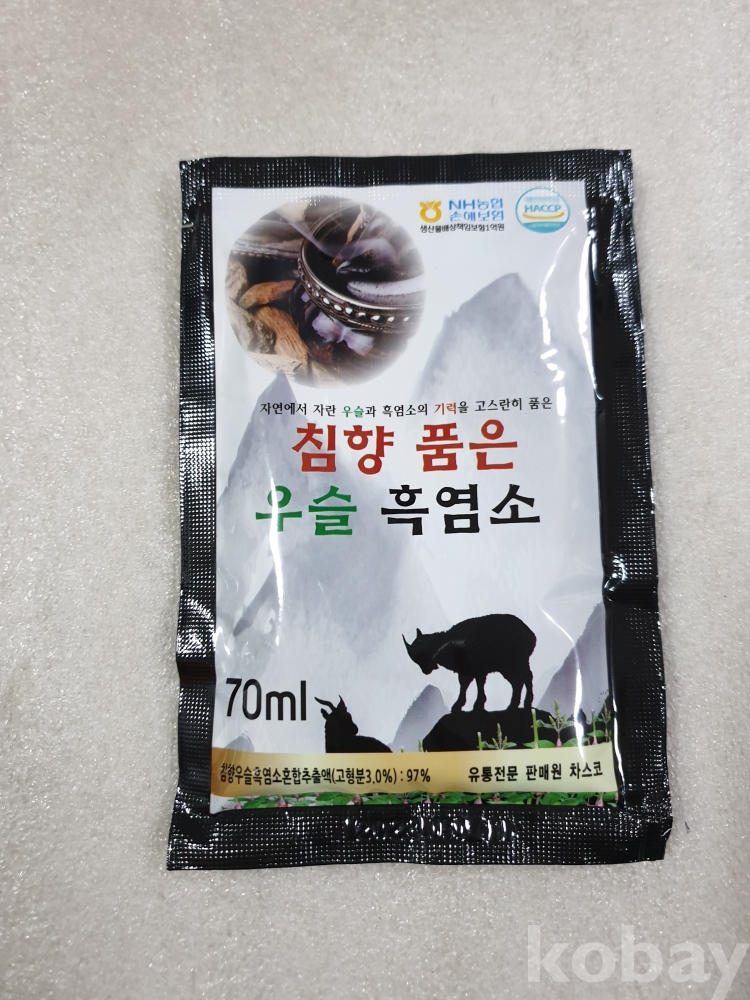 NH농협
손해보험
생산물배상책임보험1억원
HACCP
자연에서 자란 우슬과 흑염소의 기력을 고스란히 품은
침향 품은
우슬 흑염소
70ml
침향우슬흑염소혼합추출액(고형분3.0%) : 97%
유통전문 판매원 차스코
kobay